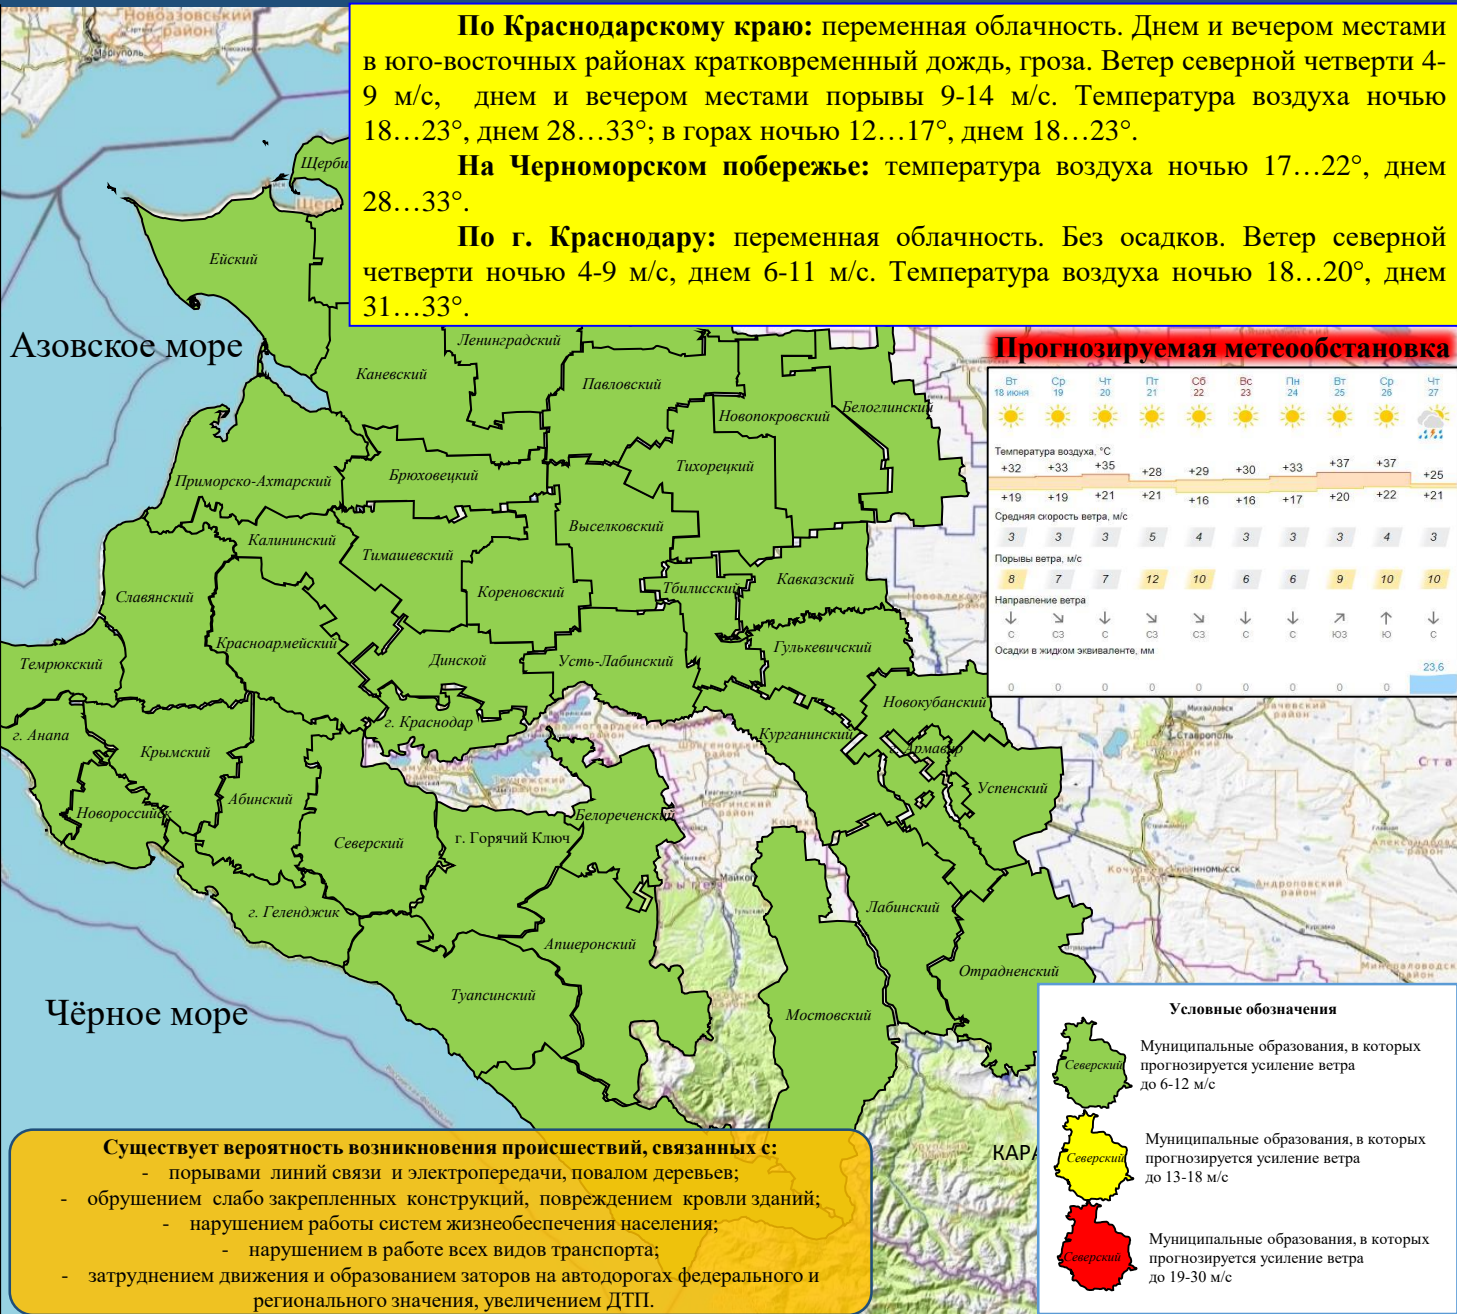 По Краснодарскому краю: переменная облачность. Днем и вечером местами
в юго-восточных районах кратковременный дождь, гроза. Ветер северной четверти 4-
9 м/с, днем и вечером местами порывы 9-14 м/с. Температура воздуха ночью
18…23°, днем 28…33°; в горах ночью 12…17°, днем 18…23°.
На Черноморском побережье: температура воздуха ночью 17…22°, днем
28…33°.
По г. Краснодару: переменная облачность. Без осадков. Ветер северной
четверти ночью 4-9 м/с, днем 6-11 м/с. Температура воздуха ночью 18…20°, днем
31…33°.
Новоазовський
район
Маріуполь
Щерби
Ейский
Азовское море
Ленинградский
Каневский
Павловский
Новопокровский
Белоглинский
Тихорецкий
Брюховецкий
Приморско-Ахтарский
Выселковский
Калининский
Тимашевский
Кореновский
Тбилисский
Кавказский
Славянский
Красноармейский
Динской
Усть-Лабинский
Гулькевичский
Темрюкский
г. Краснодар
Новокубанский
г. Анапа
Крымский
Курганинский
г. Армавир
Абинский
Успенский
Новороссийск
Северский
г. Горячий Ключ
Белореченский
г. Геленджик
Лабинский
Апшеронский
Отрадненский
Туапсинский
Мостовский
Чёрное море
Майкоп
Михайловск
Ставрополь
КАРА
Прогнозируемая метеообстановка
Вт Ср Чт Пт Сб Вс Пн Вт Ср Чт
18 июня 19 20 21 22 23 24 25 26 27
Температура воздуха, °C
+32 +33 +35 +28 +29 +30 +33 +37 +37 +25
+19 +19 +21 +21 +16 +16 +17 +20 +22 +21
Средняя скорость ветра, м/с
3 3 3 5 4 3 3 3 4 3
Порывы ветра, м/с
8 7 7 12 10 6 6 9 10 10
Направление ветра
С СЗ С СЗ СЗ С С ЮЗ Ю С
Осадки в жидком эквиваленте, мм
0 0 0 0 0 0 0 0 0 23,6
Условные обозначения
Северский
Муниципальные образования, в которых
прогнозируется усиление ветра
до 6-12 м/с
Северский
Муниципальные образования, в которых
прогнозируется усиление ветра
до 13-18 м/с
Северский
Муниципальные образования, в которых
прогнозируется усиление ветра
до 19-30 м/с
Существует вероятность возникновения происшествий, связанных с:
- порывами линий связи и электропередачи, повалом деревьев;
- обрушением слабо закрепленных конструкций, повреждением кровли зданий;
- нарушением работы систем жизнеобеспечения населения;
- нарушением в работе всех видов транспорта;
- затруднением движения и образованием заторов на автодорогах федерального и
регионального значения, увеличением ДТП.